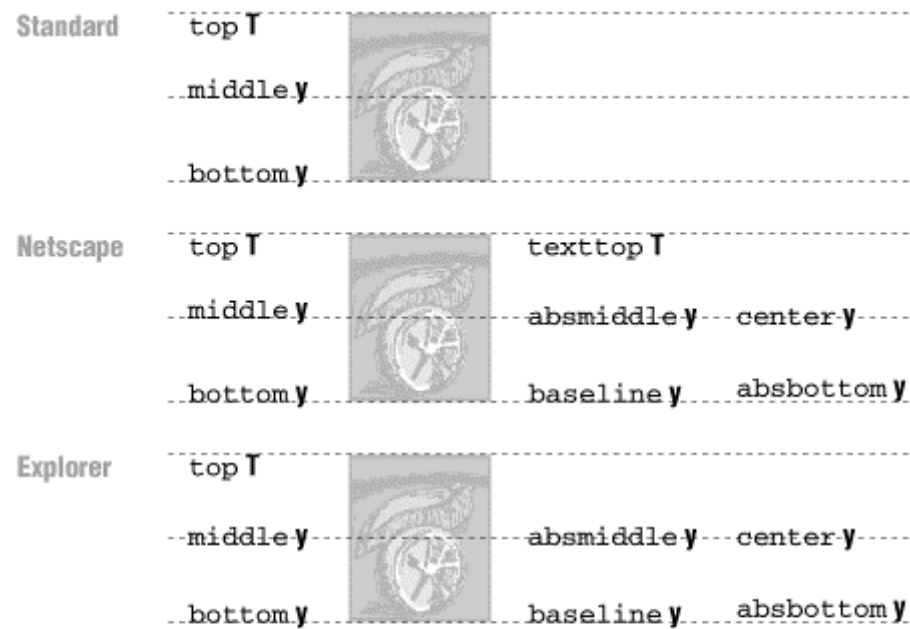 Standard top T
middle y
bottom y
Netscape top T texttop T
middle y absmiddle y center y
bottom y baseline y absbottom y
Explorer top T
middle y absmiddle y center y
bottom y baseline y absbottom y